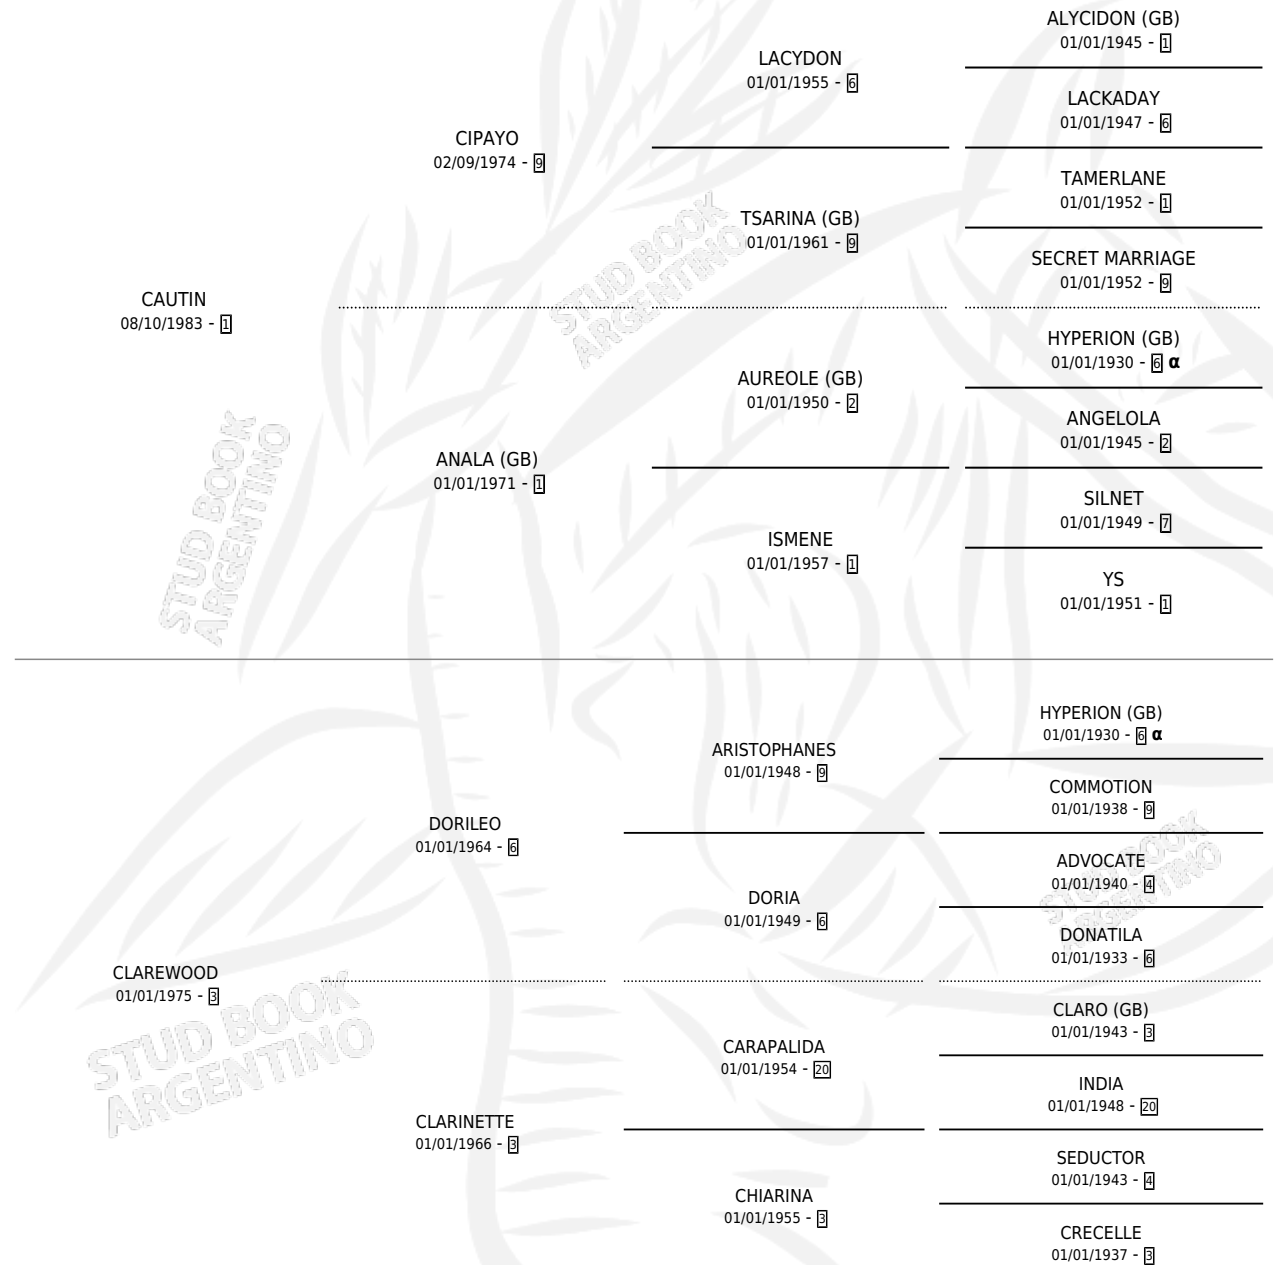 ALYCIDON (GB)
01/01/1945 - 1
LACYDON
01/01/1955 - 6
LACKADAY
01/01/1947 - 6
CIPAYO
02/09/1974 - 9
TAMERLANE
01/01/1952 - 1
TSARINA (GB)
01/01/1961 - 9
SECRET MARRIAGE
01/01/1952 - 9
CAUTIN
08/10/1983 - 1
HYPERION (GB)
01/01/1930 - 6 α
AUREOLE (GB)
01/01/1950 - 2
ANGELOLA
01/01/1945 - 2
ANALA (GB)
01/01/1971 - 1
SILNET
01/01/1949 - 7
ISMENE
01/01/1957 - 1
YS
01/01/1951 - 1
HYPERION (GB)
01/01/1930 - 6 α
ARISTOPHANES
01/01/1948 - 9
COMMOTION
01/01/1938 - 9
DORILEO
01/01/1964 - 6
ADVOCATE
01/01/1940 - 4
DORIA
01/01/1949 - 6
DONATILA
01/01/1933 - 6
CLAREWOOD
01/01/1975 - 3
CLARO (GB)
01/01/1943 - 3
CARAPALIDA
01/01/1954 - 20
INDIA
01/01/1948 - 20
CLARINETTE
01/01/1966 - 3
SEDUCTOR
01/01/1943 - 4
CHIARINA
01/01/1955 - 3
CRECELLE
01/01/1937 - 3
STUD BOOK
ARGENTINO
STUD BOOK
ARGENTINO
STUD BOOK
ARGENTINO
STUD BOOK
ARGENTINO